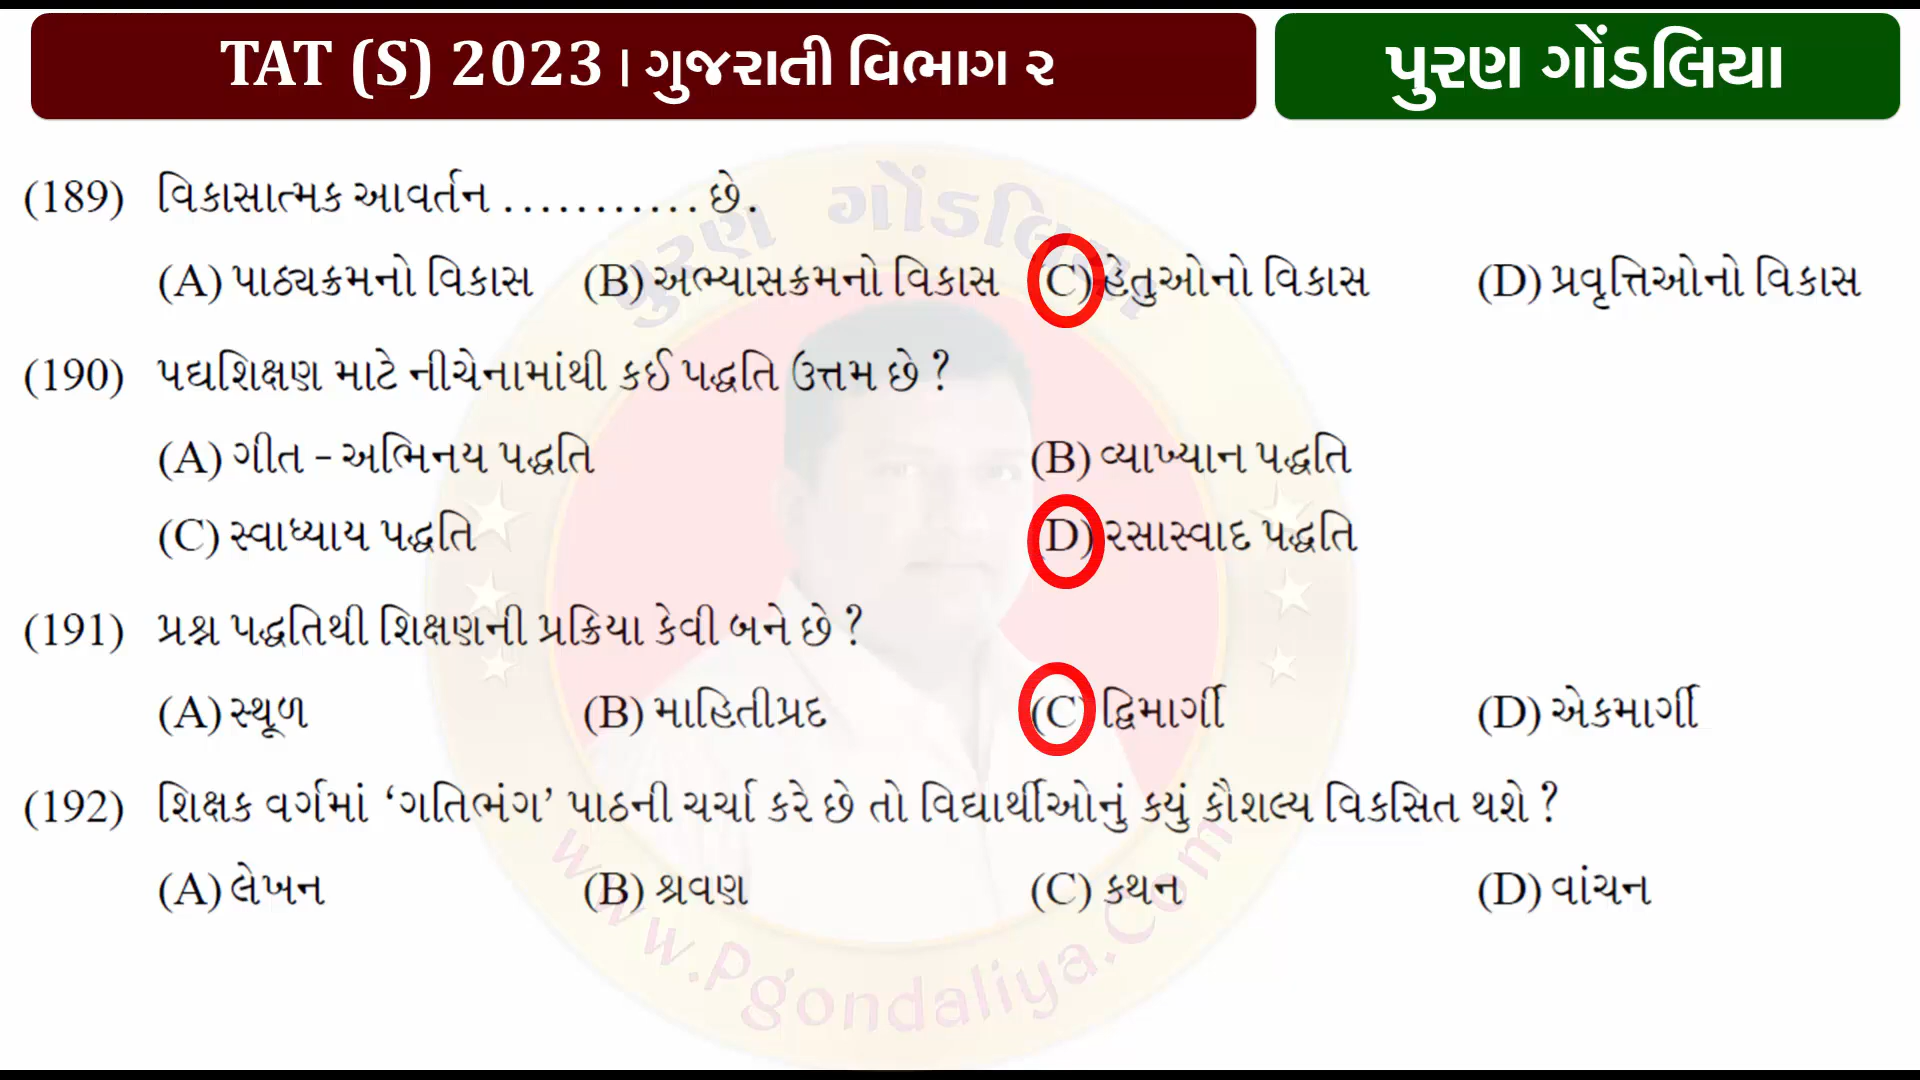 TAT (S) 2023 । ગુજરાતી વિભાગ ૨
પુરણ ગોંડલિયા
(189) વિકાસાત્મક આવર્તન ........... છે.
(A) પાઠ્યક્રમનો વિકાસ (B) અભ્યાસક્રમનો વિકાસ (C) હેતુઓનો વિકાસ (D) પ્રવૃત્તિઓનો વિકાસ
(190) પદ્યશિક્ષણ માટે નીચેનામાંથી કઈ પદ્ધતિ ઉત્તમ છે ?
(A) ગીત - અભિનય પદ્ધતિ (B) વ્યાખ્યાન પદ્ધતિ
(C) સ્વાધ્યાય પદ્ધતિ (D) રસાસ્વાદ પદ્ધતિ
(191) પ્રશ્ન પદ્ધતિથી શિક્ષણની પ્રક્રિયા કેવી બને છે ?
(A) સ્થૂળ (B) માહિતીપ્રદ (C) દ્વિમાર્ગી (D) એકમાર્ગી
(192) શિક્ષક વર્ગમાં ‘ગતિભંગ’ પાઠની ચર્ચા કરે છે તો વિદ્યાર્થીઓનું કયું કૌશલ્ય વિકસિત થશે ?
(A) લેખન (B) શ્રવણ (C) કથન (D) વાંચન
પુરણ ગોંડલિયા
www.Pgondaliya.Com